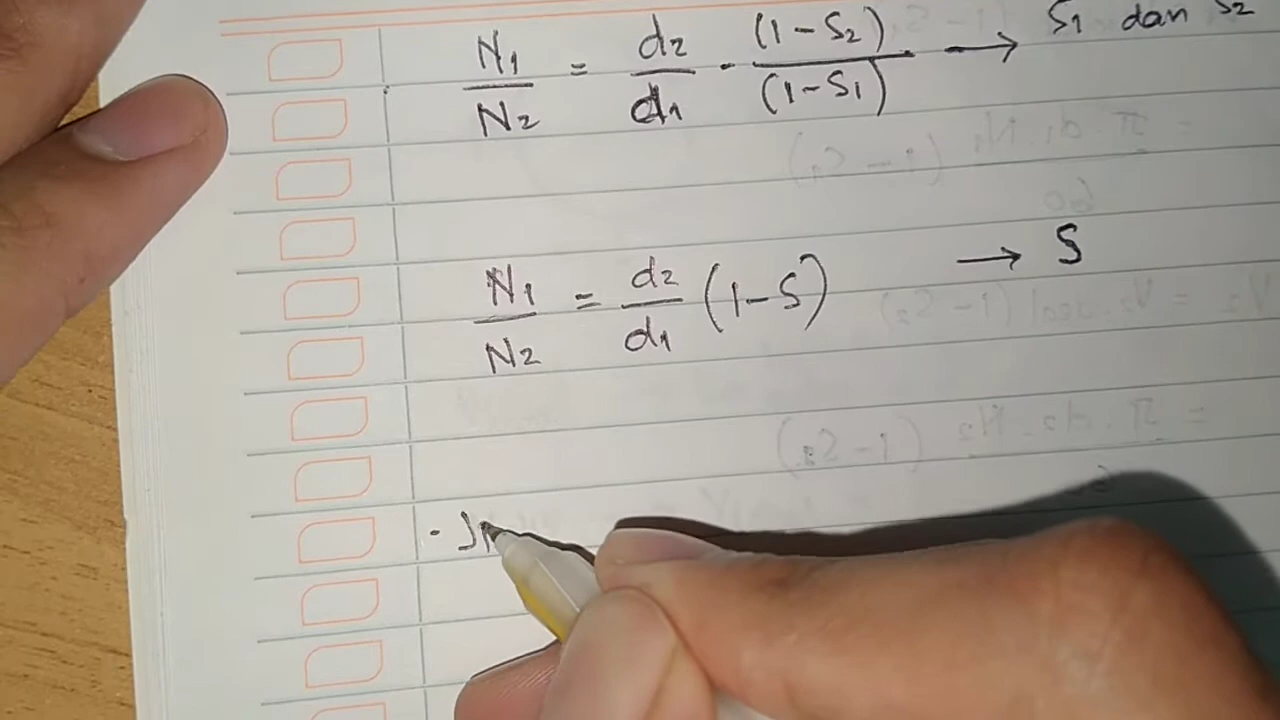 N1/N2 = d2/d1 · (1-S2)/(1-S1) → S1 dan S2
N1/N2 = d2/d1 (1-S) → S